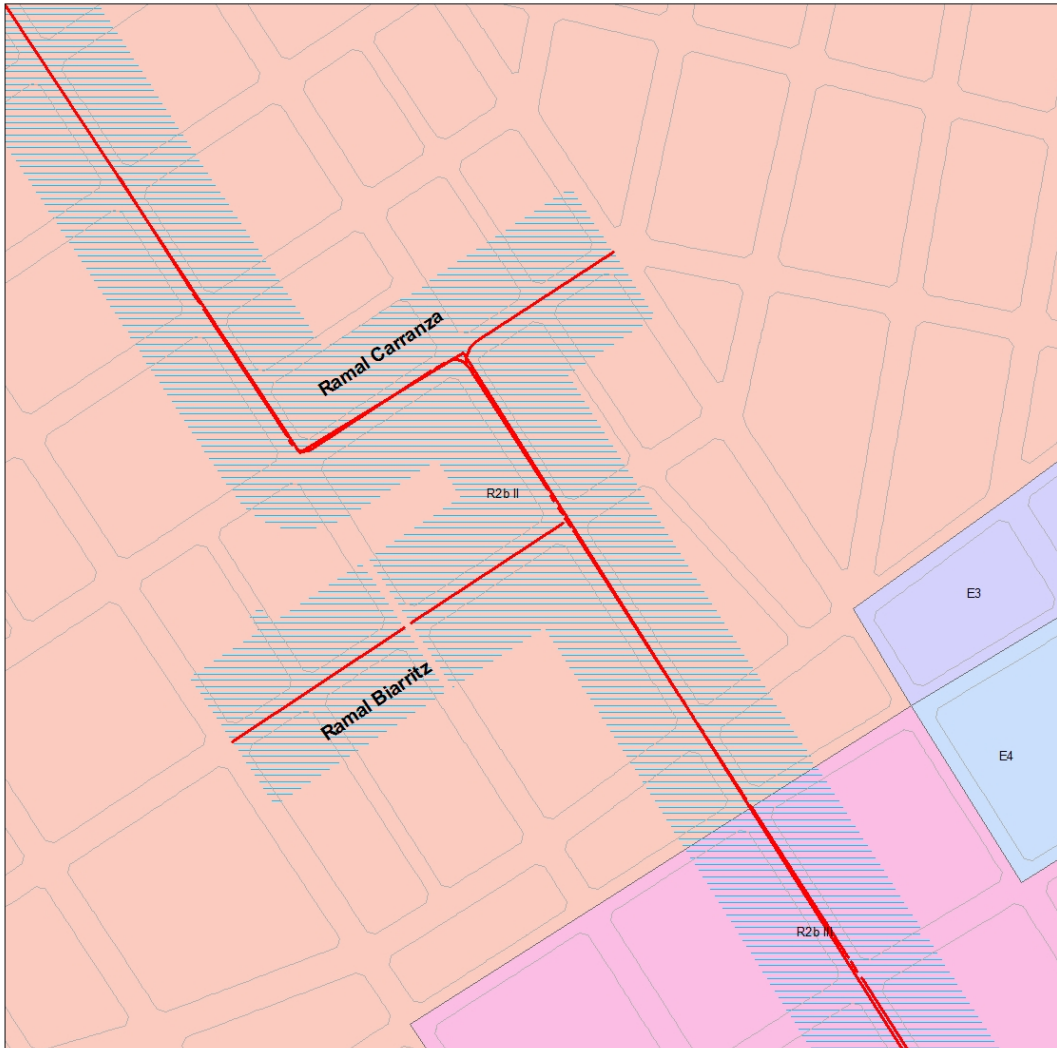 Ramal Carranza
R2b II
E3
Ramal Biarritz
E4
R2b III